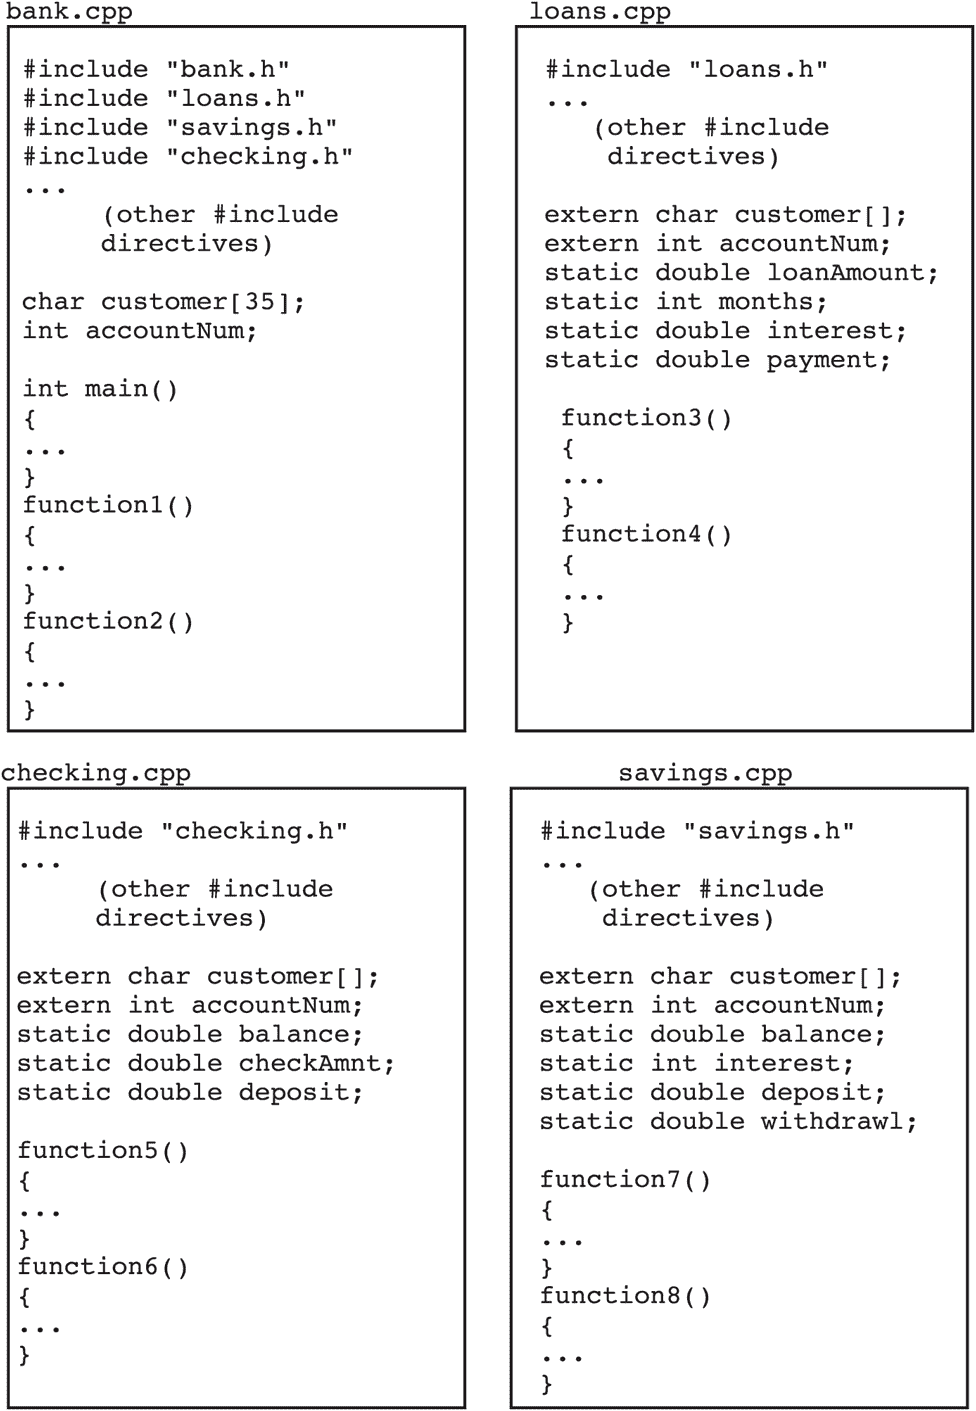 bank.cpp
#include "bank.h"
#include "loans.h"
#include "savings.h"
#include "checking.h"
...
(other #include
directives)
char customer[35];
int accountNum;
int main()
{
...
}
function1()
{
...
}
function2()
{
...
}
loans.cpp
#include "loans.h"
...
(other #include
directives)
extern char customer[];
extern int accountNum;
static double loanAmount;
static int months;
static double interest;
static double payment;
function3()
{
...
}
function4()
{
...
}
checking.cpp
#include "checking.h"
...
(other #include
directives)
extern char customer[];
extern int accountNum;
static double balance;
static double checkAmnt;
static double deposit;
function5()
{
...
}
function6()
{
...
}
savings.cpp
#include "savings.h"
...
(other #include
directives)
extern char customer[];
extern int accountNum;
static double balance;
static int interest;
static double deposit;
static double withdrawl;
function7()
{
...
}
function8()
{
...
}